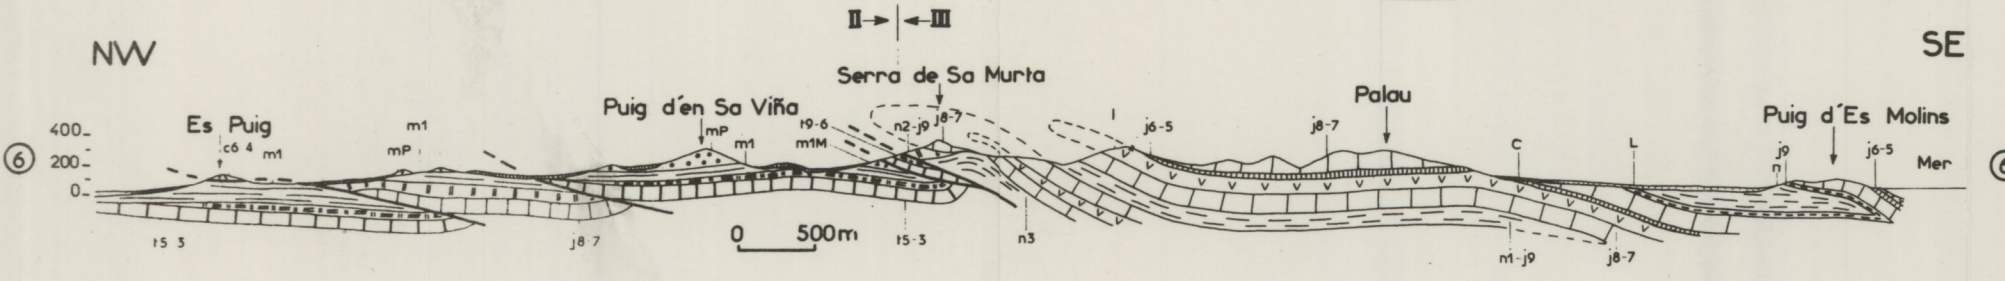 II III
NW
SE
Serra de Sa Murta
Palau
Puig d'en Sa Viña
Puig d'Es Molins
Es Puig
400
200
0
6
c6 4
m1
m1
mP
mP
m1
t9-6
m1M
n2-j9
j8-7
l
j6-5
j8-7
C
L
j9
n
j6-5
Mer
6
t5 3
j8-7
0 500m
t5-3
n3
m1-j9
j8-7